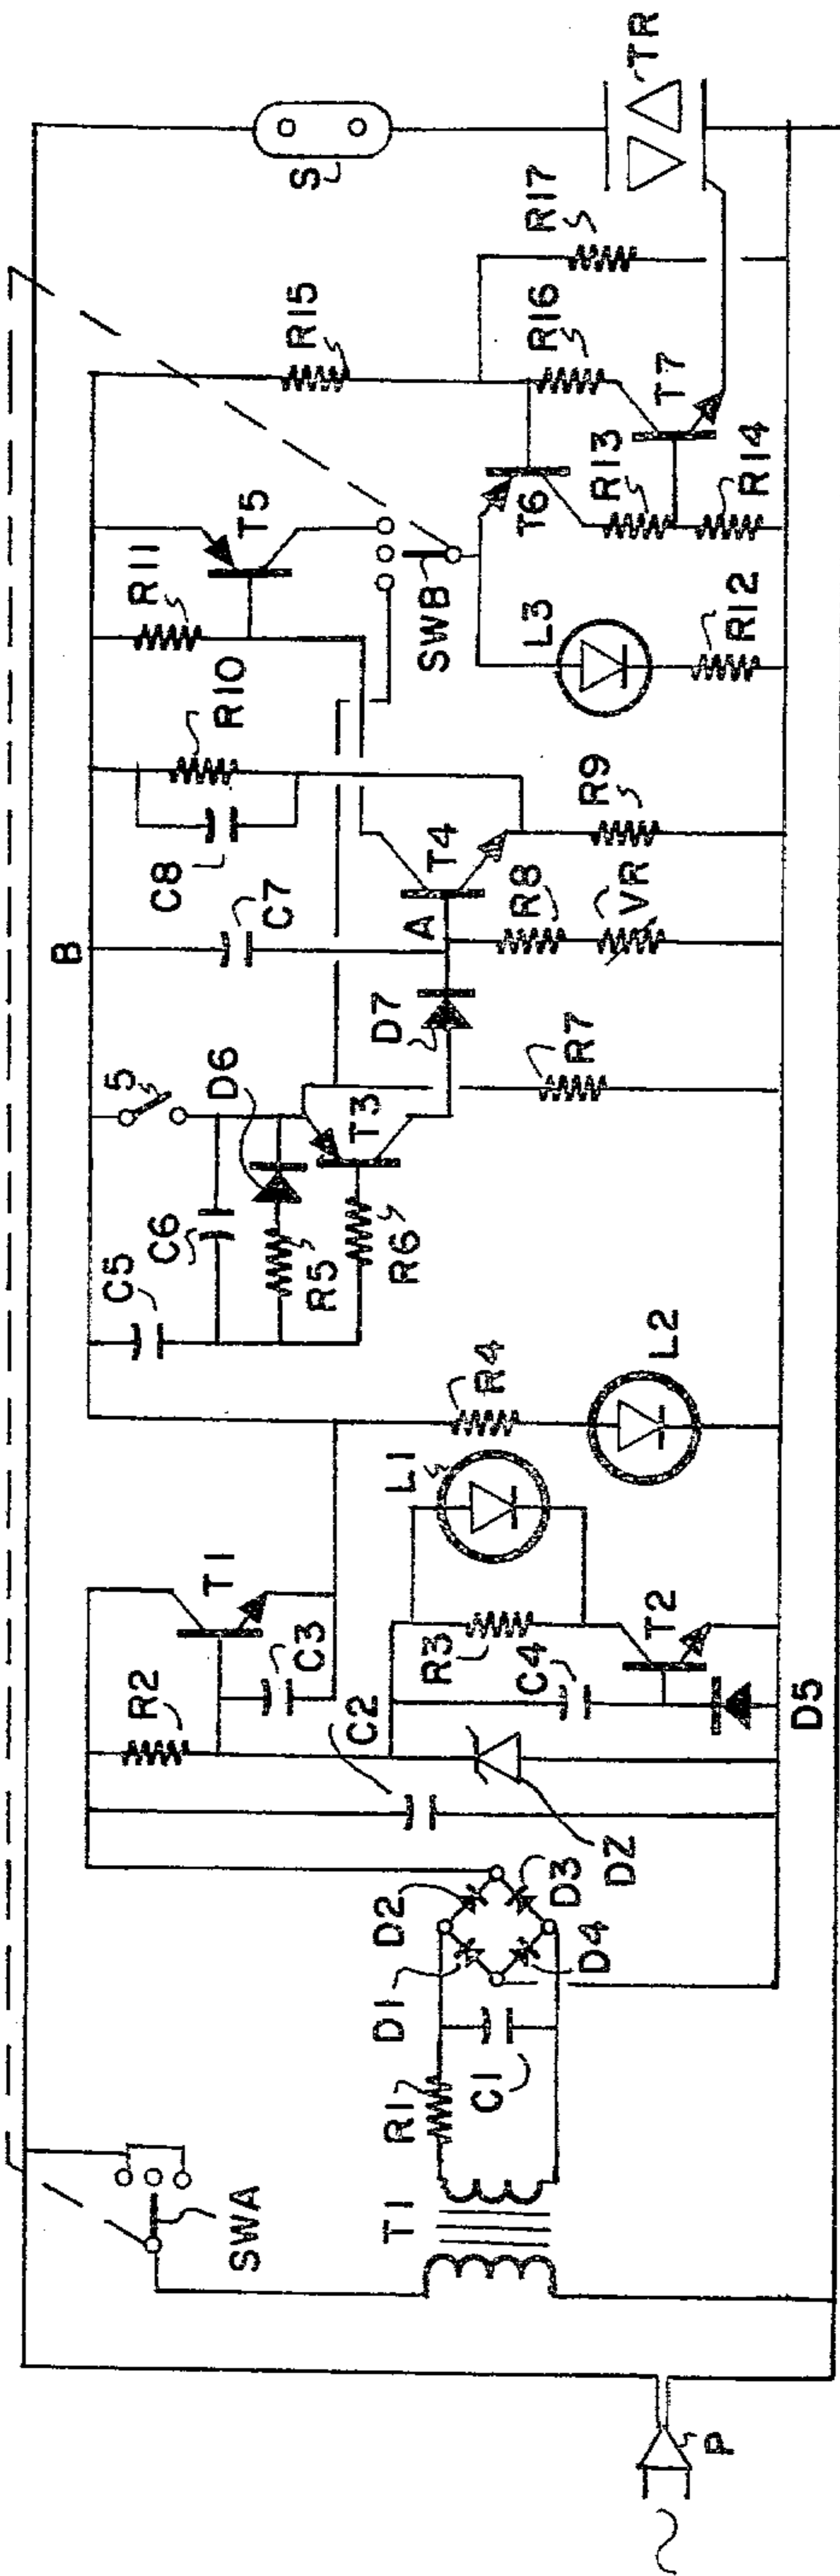 P
SWA
T1
R1
C1
D1
D2
D3
D4
C2
DZ
R2
T1
C3
R3
L1
C4
T2
D5
R4
L2
C5
C6
5
D6
R5
R6
T3
D7
R7
B
C7
A
R8
VR
C8
R10
T4
R9
R11
T5
SWB
L3
R12
T6
R13
R14
R15
R16
T7
R17
S
TR